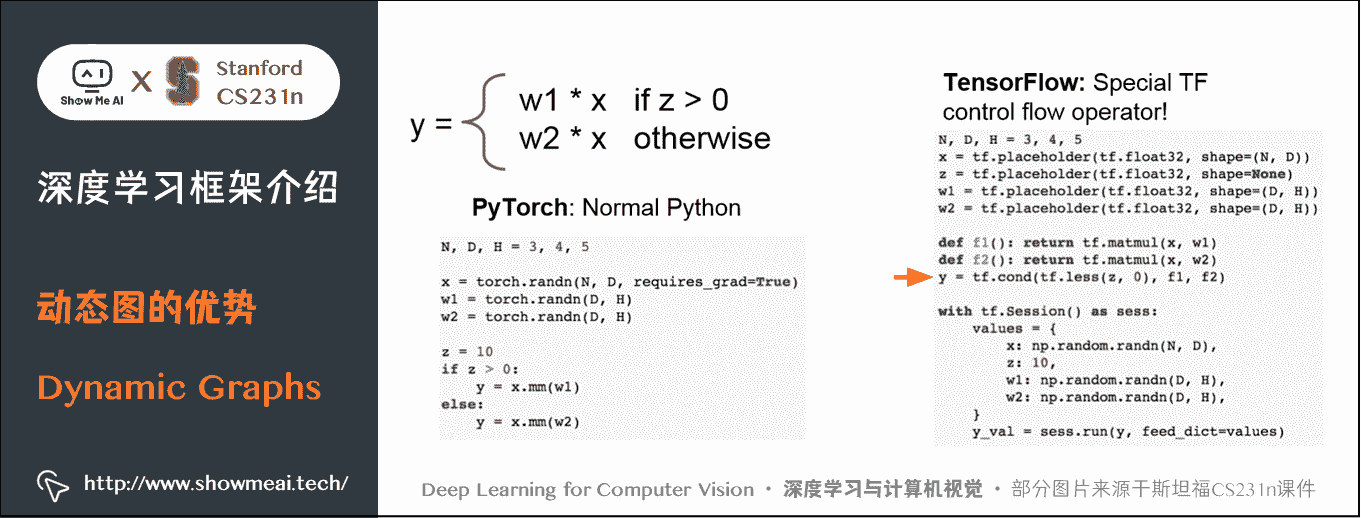 Show Me AI
X
Stanford
CS231n
深度学习框架介绍
动态图的优势
Dynamic Graphs
http://www.showmeai.tech/
y =
w1 * x if z > 0
w2 * x otherwise
PyTorch: Normal Python
N, D, H = 3, 4, 5
x = torch.randn(N, D, requires_grad=True)
w1 = torch.randn(D, H)
w2 = torch.randn(D, H)
z = 10
if z > 0:
    y = x.mm(w1)
else:
    y = x.mm(w2)
TensorFlow: Special TF
control flow operator!
N, D, H = 3, 4, 5
x = tf.placeholder(tf.float32, shape=(N, D))
z = tf.placeholder(tf.float32, shape=None)
w1 = tf.placeholder(tf.float32, shape=(D, H))
w2 = tf.placeholder(tf.float32, shape=(D, H))
def f1(): return tf.matmul(x, w1)
def f2(): return tf.matmul(x, w2)
y = tf.cond(tf.less(z, 0), f1, f2)
with tf.Session() as sess:
    values = {
        x: np.random.randn(N, D),
        z: 10,
        w1: np.random.randn(D, H),
        w2: np.random.randn(D, H),
    }
    y_val = sess.run(y, feed_dict=values)
Deep Learning for Computer Vision · 深度学习与计算机视觉 · 部分图片来源于斯坦福CS231n课件